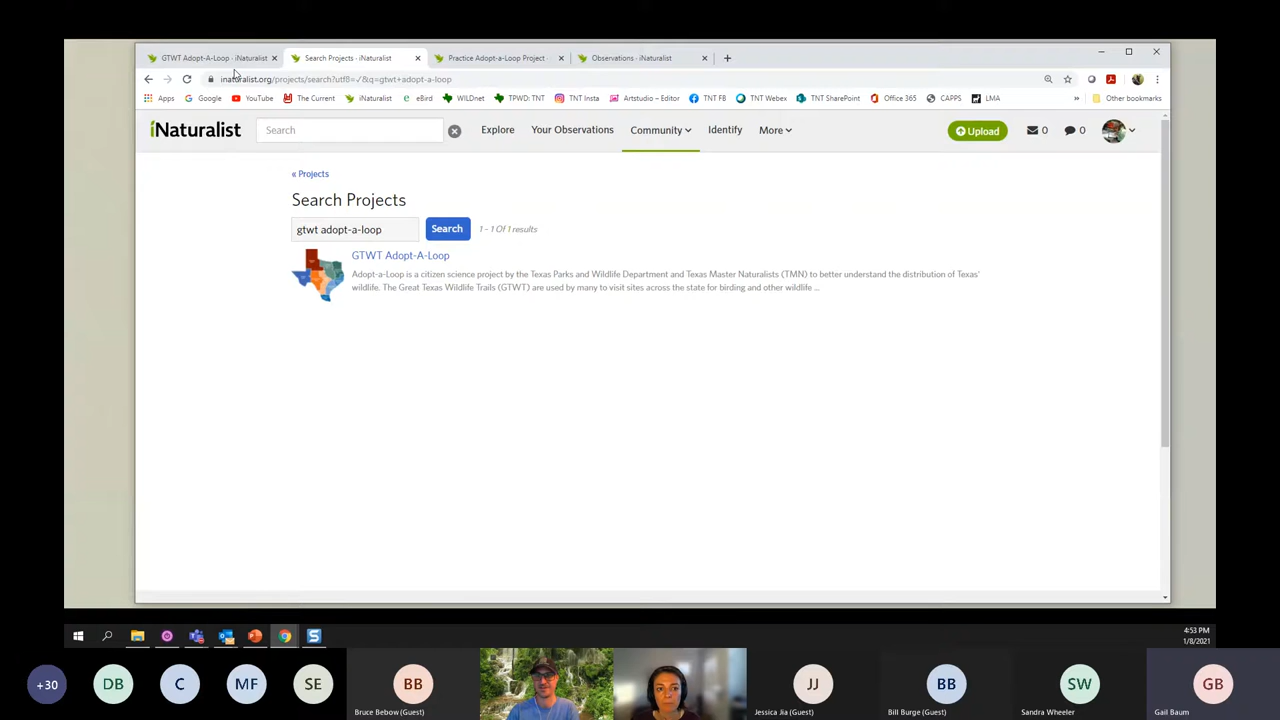 GTWT Adopt-A-Loop · iNaturalist
Search Projects · iNaturalist
Practice Adopt-a-Loop Project ·
Observations · iNaturalist
inaturalist.org/projects/search?utf8=✓&q=gtwt+adopt-a-loop
Apps Google YouTube The Current iNaturalist eBird WILDnet TPWD: TNT TNT Insta Artstudio – Editor TNT FB TNT Webex TNT SharePoint Office 365 CAPPS LMA » Other bookmarks
iNaturalist Search Explore Your Observations Community Identify More Upload 0 0
« Projects
Search Projects
gtwt adopt-a-loop Search 1 - 1 Of 1 results
GTWT Adopt-A-Loop
Adopt-a-Loop is a citizen science project by the Texas Parks and Wildlife Department and Texas Master Naturalists (TMN) to better understand the distribution of Texas'
wildlife. The Great Texas Wildlife Trails (GTWT) are used by many to visit sites across the state for birding and other wildlife ...
4:53 PM
1/8/2021
+30 DB C MF SE BB JJ BB SW GB
Bruce Bebow (Guest) Jessica Jia (Guest) Bill Burge (Guest) Sandra Wheeler Gail Baum